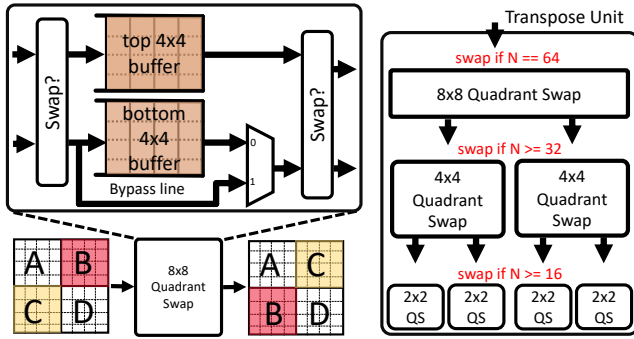 Swap?
top 4x4
buffer
bottom
4x4
buffer
0
1
Bypass line
Swap?
A B
C D
8x8
Quadrant
Swap
A C
B D
Transpose Unit
swap if N == 64
8x8 Quadrant Swap
swap if N >= 32
4x4
Quadrant
Swap
4x4
Quadrant
Swap
swap if N >= 16
2x2
QS
2x2
QS
2x2
QS
2x2
QS